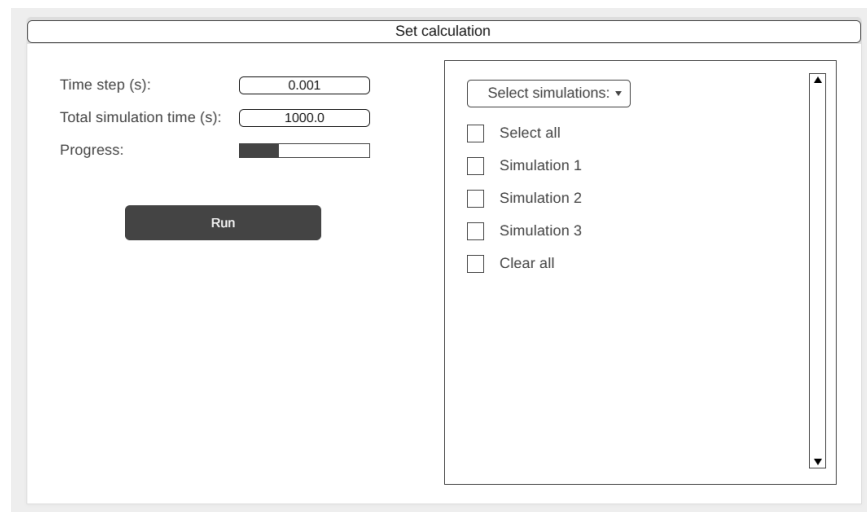 Set calculation
Time step (s): 0.001
Total simulation time (s): 1000.0
Progress:
Run
Select simulations:
Select all
Simulation 1
Simulation 2
Simulation 3
Clear all